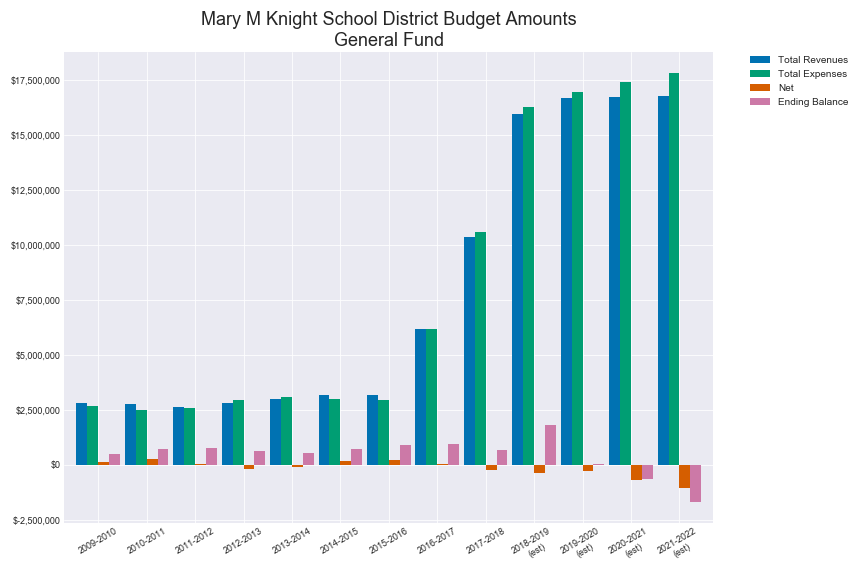 Mary M Knight School District Budget Amounts
General Fund
Total Revenues
Total Expenses
Net
Ending Balance
$17,500,000
$15,000,000
$12,500,000
$10,000,000
$7,500,000
$5,000,000
$2,500,000
$0
$-2,500,000
2009-2010
2010-2011
2011-2012
2012-2013
2013-2014
2014-2015
2015-2016
2016-2017
2017-2018
2018-2019
(est)
2019-2020
(est)
2020-2021
(est)
2021-2022
(est)